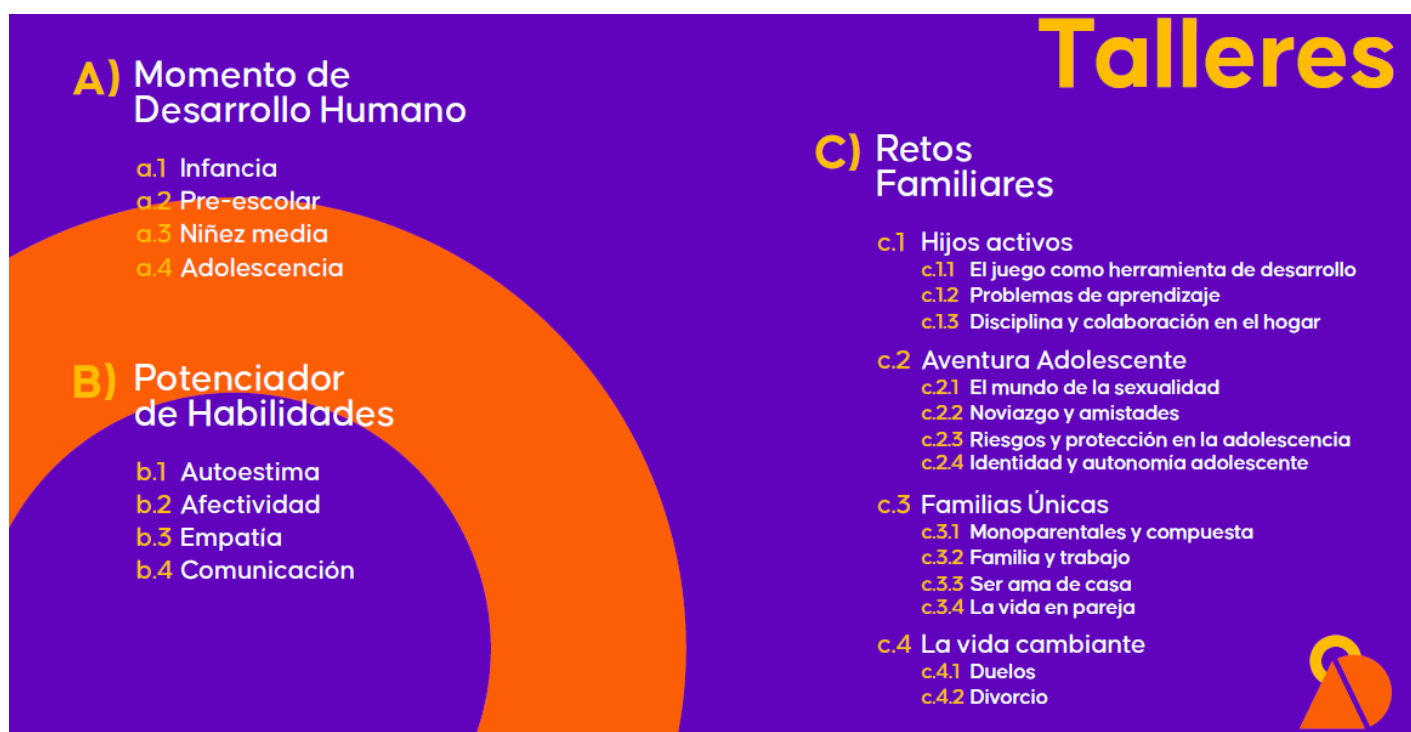 Talleres
A) Momento de
Desarrollo Humano
a.1 Infancia
a.2 Pre-escolar
a.3 Niñez media
a.4 Adolescencia
B) Potenciador
de Habilidades
b.1 Autoestima
b.2 Afectividad
b.3 Empatía
b.4 Comunicación
C) Retos
Familiares
c.1 Hijos activos
c.1.1 El juego como herramienta de desarrollo
c.1.2 Problemas de aprendizaje
c.1.3 Disciplina y colaboración en el hogar
c.2 Aventura Adolescente
c.2.1 El mundo de la sexualidad
c.2.2 Noviazgo y amistades
c.2.3 Riesgos y protección en la adolescencia
c.2.4 Identidad y autonomía adolescente
c.3 Familias Únicas
c.3.1 Monoparentales y compuesta
c.3.2 Familia y trabajo
c.3.3 Ser ama de casa
c.3.4 La vida en pareja
c.4 La vida cambiante
c.4.1 Duelos
c.4.2 Divorcio